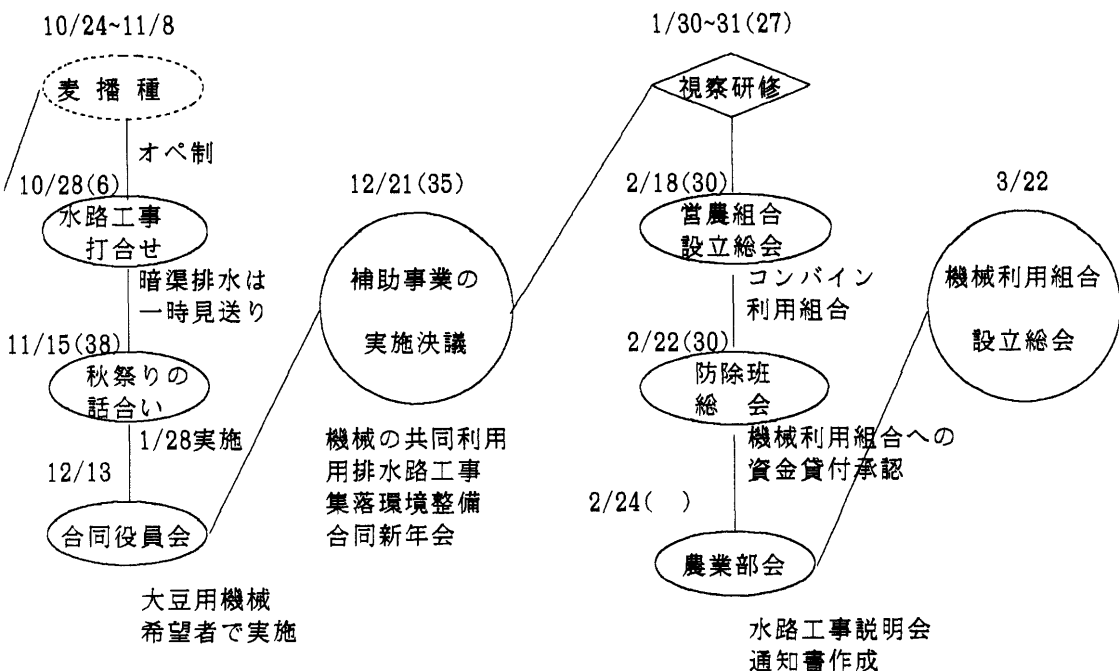 10/24~11/8
麦播種
オペ制
10/28(6)
水路工事
打合せ
暗渠排水は
一時見送り
11/15(38)
秋祭りの
話合い
1/28実施
12/13
合同役員会
大豆用機械
希望者で実施
12/21(35)
補助事業の
実施決議
機械の共同利用
用排水路工事
集落環境整備
合同新年会
1/30~31(27)
視察研修
2/18(30)
営農組合
設立総会
コンバイン
利用組合
2/22(30)
防除班
総 会
機械利用組合への
資金貸付承認
2/24( )
農業部会
水路工事説明会
通知書作成
3/22
機械利用組合
設立総会